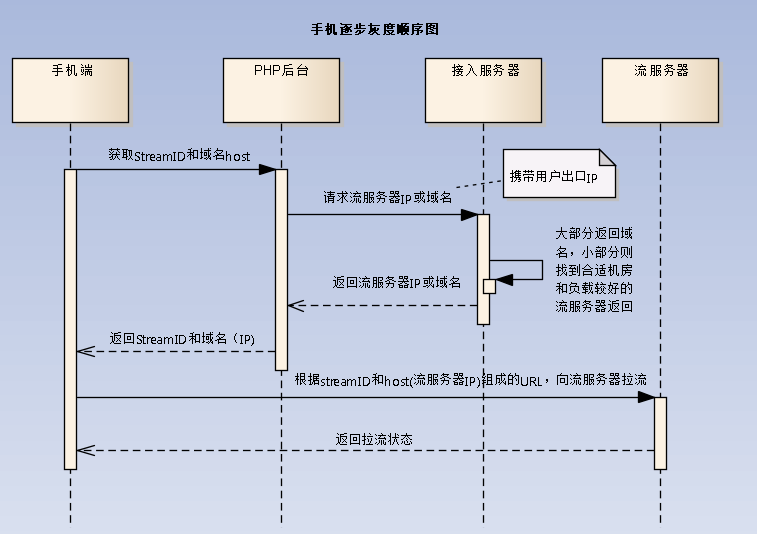 手机逐步灰度顺序图
手机端
PHP后台
接入服务器
流服务器
获取StreamID和域名host
携带用户出口IP
请求流服务器IP或域名
大部分返回域
名，小部分则
找到合适机房
和负载较好的
流服务器返回
返回流服务器IP或域名
返回StreamID和域名（IP)
根据streamID和host(流服务器IP)组成的URL，向流服务器拉流
返回拉流状态